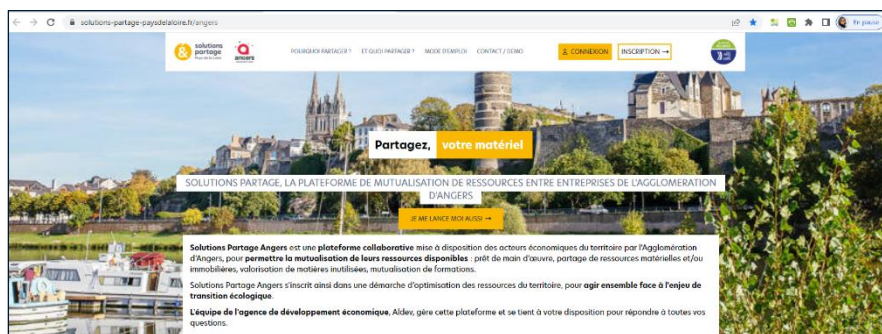 solutions-partage-paysdelaloire.fr/angers
En pause
solutions
partage
Pays de la Loire
angers
POURQUOI PARTAGER ?
ET QUOI PARTAGER ?
MODE D'EMPLOI
CONTACT / DEMO
CONNEXION
INSCRIPTION →
Partagez, votre matériel
SOLUTIONS PARTAGE, LA PLATEFORME DE MUTUALISATION DE RESSOURCES ENTRE ENTREPRISES DE L'AGGLOMERATION
D'ANGERS
JE ME LANCE MOI AUSSI →
Solutions Partage Angers est une plateforme collaborative mise à disposition des acteurs économiques du territoire par l'Agglomération
d'Angers, pour permettre la mutualisation de leurs ressources disponibles : prêt de main d'œuvre, partage de ressources matérielles et/ou
immobilières, valorisation de matières inutilisées, mutualisation de formations.
Solutions Partage Angers s'inscrit ainsi dans une démarche d'optimisation des ressources du territoire, pour agir ensemble face à l'enjeu de
transition écologique.
L'équipe de l'agence de développement économique, Aldev, gère cette plateforme et se tient à votre disposition pour répondre à toutes vos
questions.